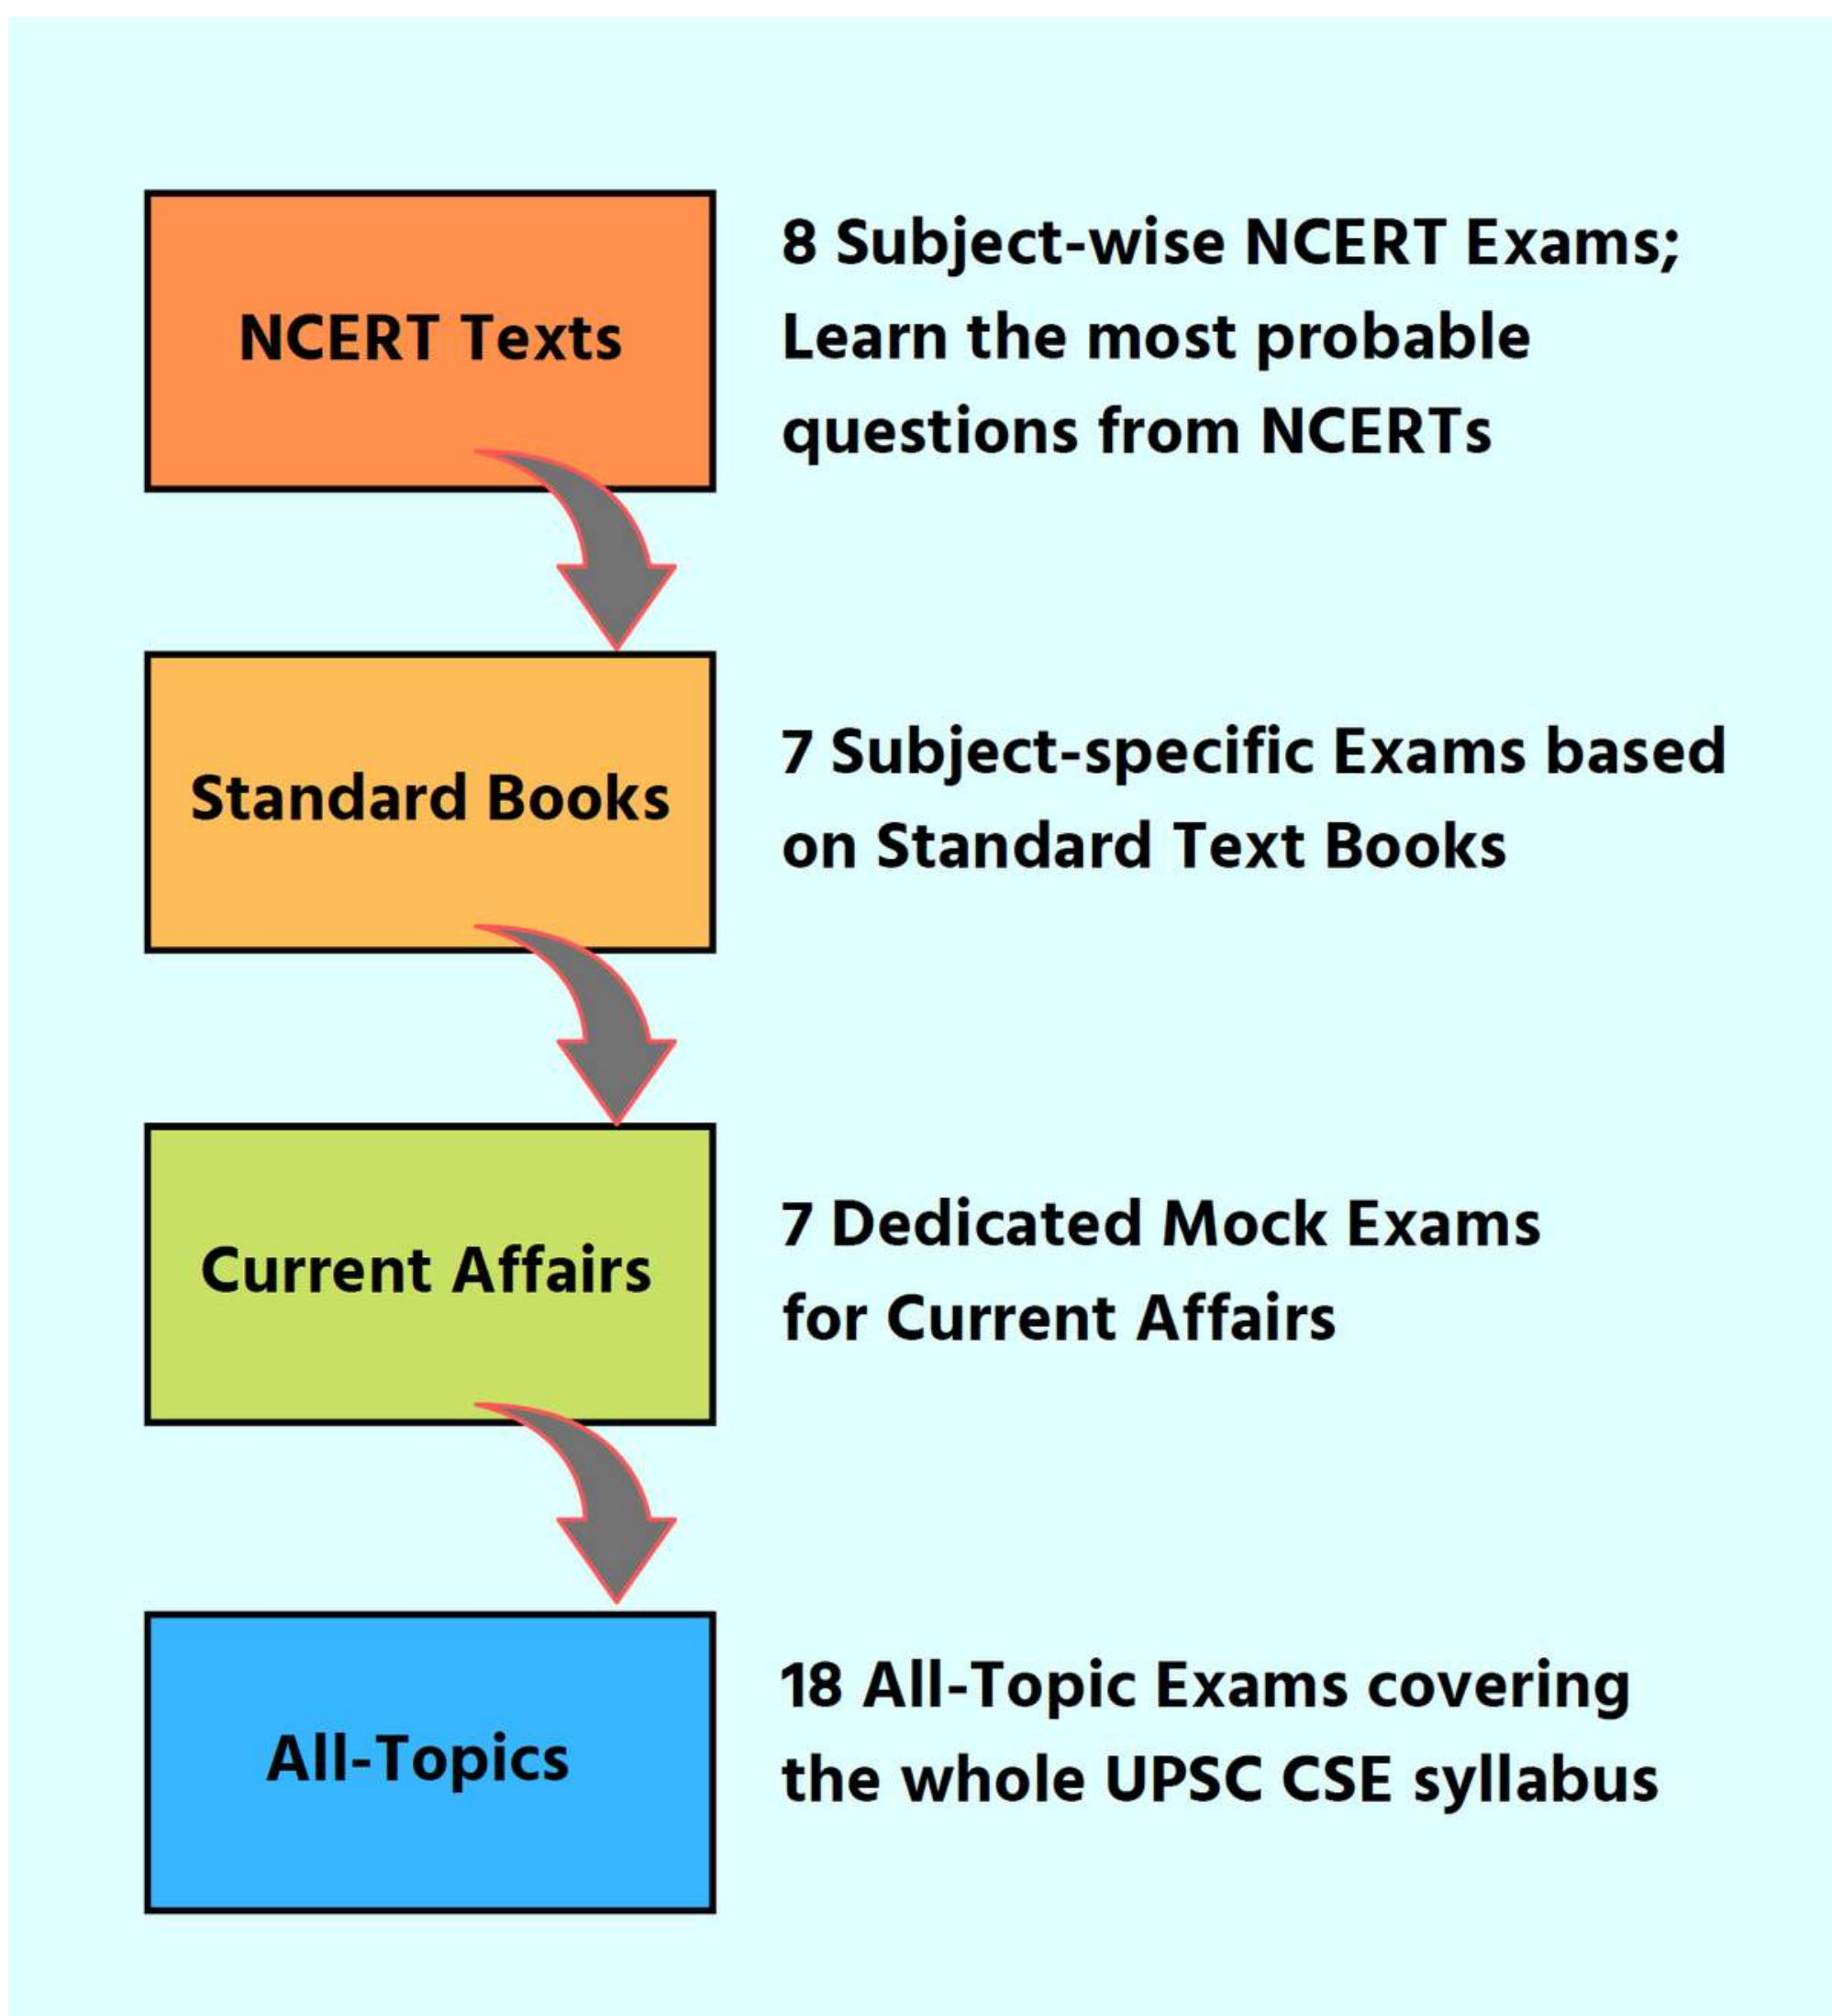 NCERT Texts
8 Subject-wise NCERT Exams;
Learn the most probable
questions from NCERTs
Standard Books
7 Subject-specific Exams based
on Standard Text Books
Current Affairs
7 Dedicated Mock Exams
for Current Affairs
All-Topics
18 All-Topic Exams covering
the whole UPSC CSE syllabus